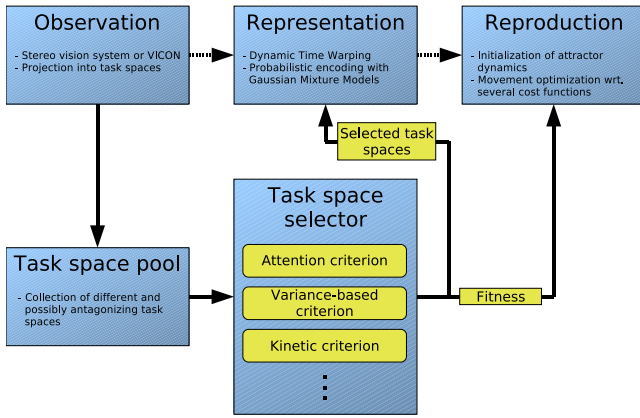 Observation
- Stereo vision system or VICON
- Projection into task spaces
Representation
- Dynamic Time Warping
- Probabilistic encoding with
Gaussian Mixture Models
Reproduction
- Initialization of attractor
dynamics
- Movement optimization wrt.
several cost functions
Selected task
spaces
Task space pool
- Collection of different and
possibly antagonizing task
spaces
Task space
selector
Attention criterion
Variance-based
criterion
Kinetic criterion
Fitness